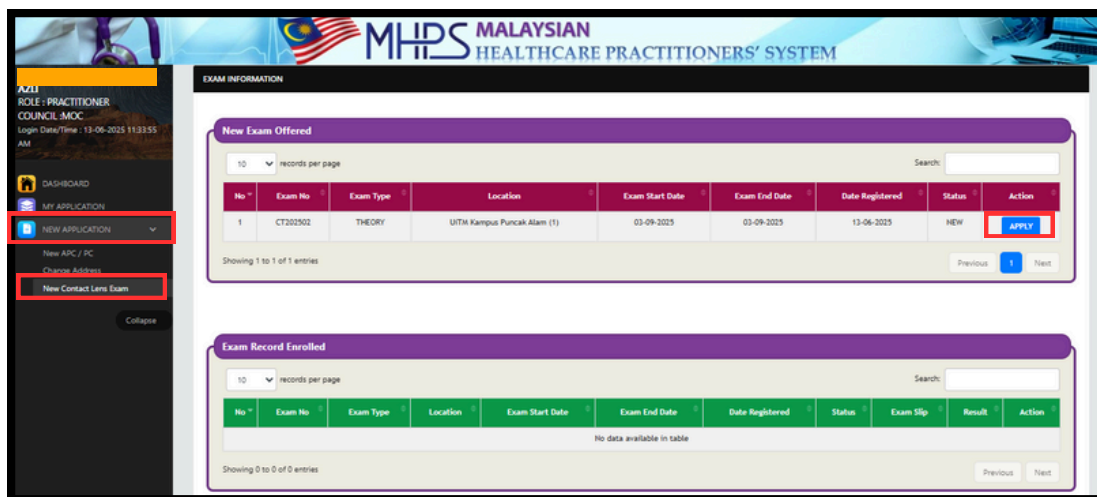 MHPS MALAYSIAN
HEALTHCARE PRACTITIONERS' SYSTEM
AZLI
ROLE : PRACTITIONER
COUNCIL :MOC
Login Date/Time : 13-06-2025 11:33:55
AM
DASHBOARD
MY APPLICATION
NEW APPLICATION
New APC / PC
Change Address
New Contact Lens Exam
Collapse
EXAM INFORMATION
New Exam Offered
10 records per page Search:
No Exam No Exam Type Location Exam Start Date Exam End Date Date Registered Status Action
1 CT202502 THEORY UITM Kampus Puncak Alam (1) 03-09-2025 03-09-2025 13-06-2025 NEW APPLY
Showing 1 to 1 of 1 entries Previous 1 Next
Exam Record Enrolled
10 records per page Search:
No Exam No Exam Type Location Exam Start Date Exam End Date Date Registered Status Exam Slip Result Action
No data available in table
Showing 0 to 0 of 0 entries Previous Next